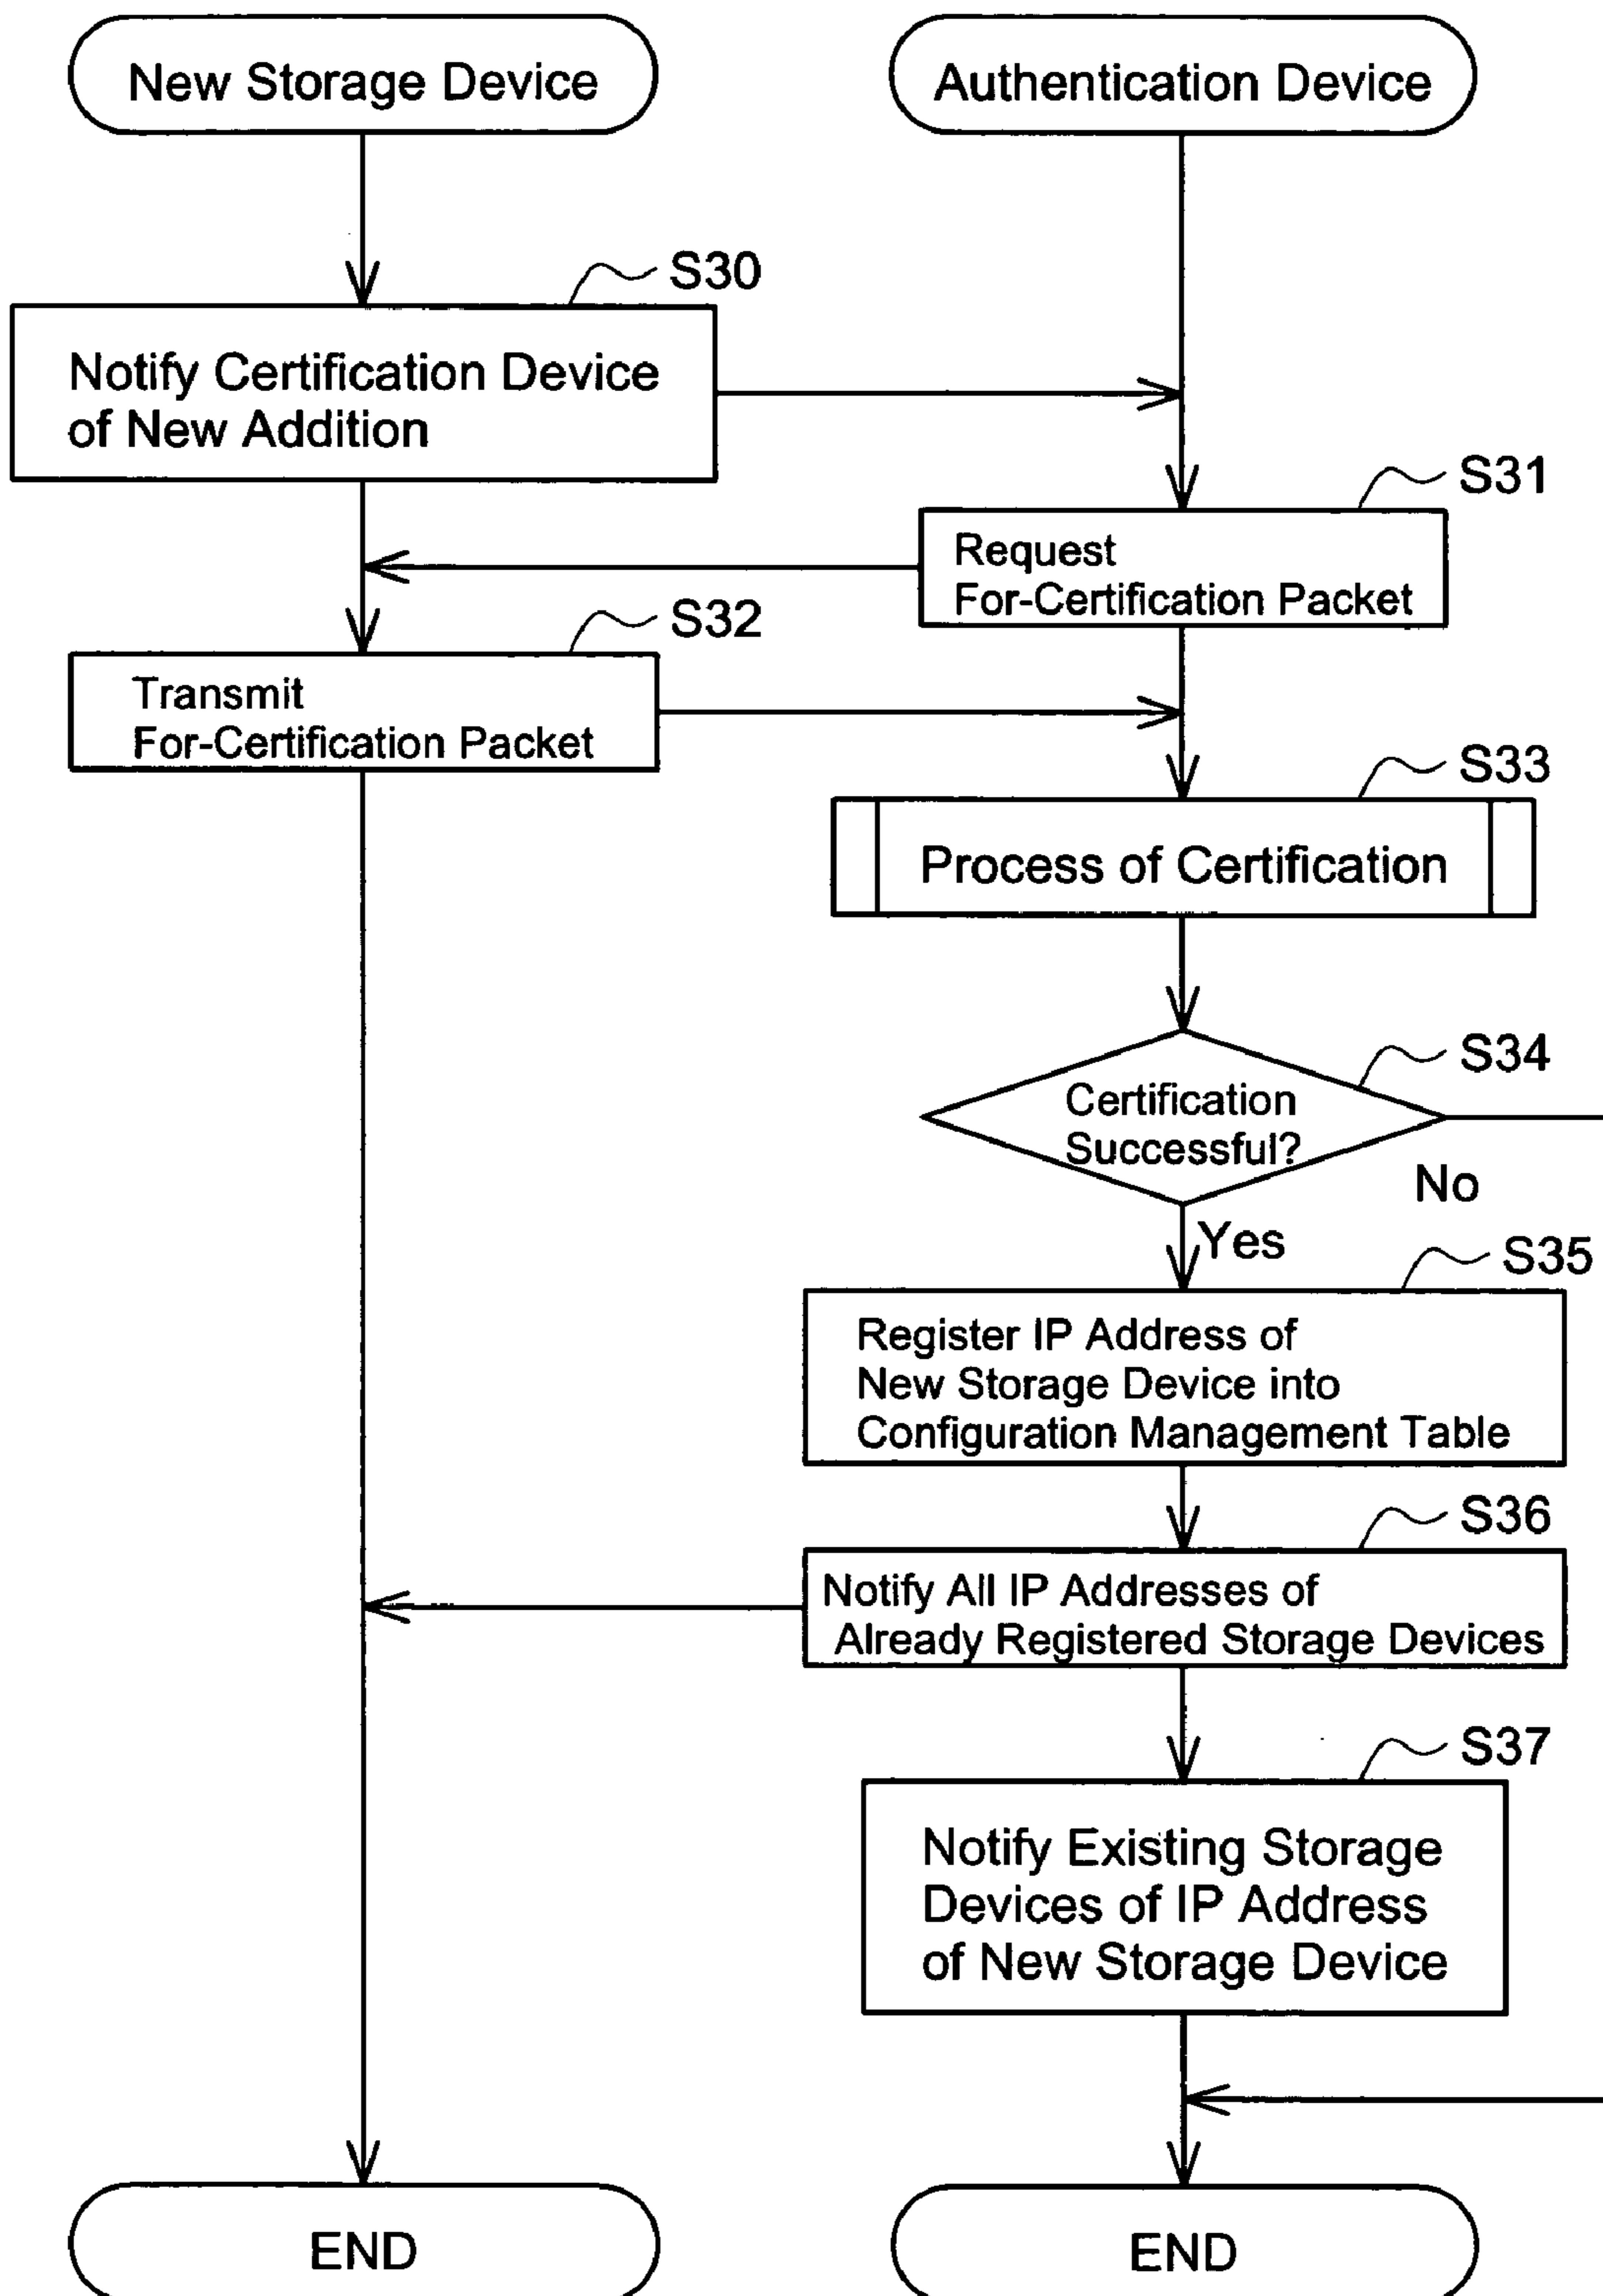 New Storage Device
Authentication Device
S30
Notify Certification Device
of New Addition
S31
Request
For-Certification Packet
S32
Transmit
For-Certification Packet
S33
Process of Certification
S34
Certification
Successful?
No
Yes
S35
Register IP Address of
New Storage Device into
Configuration Management Table
S36
Notify All IP Addresses of
Already Registered Storage Devices
S37
Notify Existing Storage
Devices of IP Address
of New Storage Device
END
END